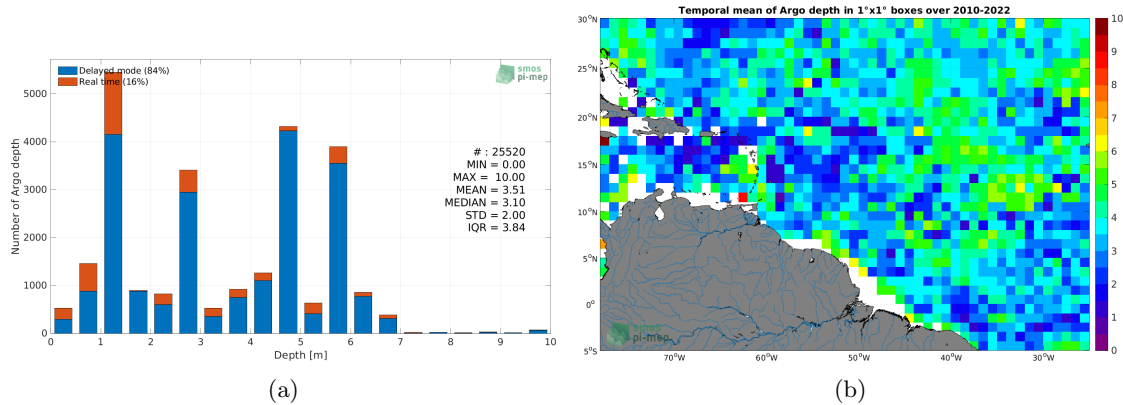 Delayed mode (84%)
Real time (16%)
smos
pi-mep
Number of Argo depth
5000
4000
3000
2000
1000
0
# : 25520
MIN = 0.00
MAX = 10.00
MEAN = 3.51
MEDIAN = 3.10
STD = 2.00
IQR = 3.84
0 1 2 3 4 5 6 7 8 9 10
Depth [m]
(a)
Temporal mean of Argo depth in 1°x1° boxes over 2010-2022
30°N
25°N
20°N
15°N
10°N
5°N
0°
5°S
70°W 60°W 50°W 40°W 30°W
smos
pi-mep
10
9
8
7
6
5
4
3
2
1
0
(b)